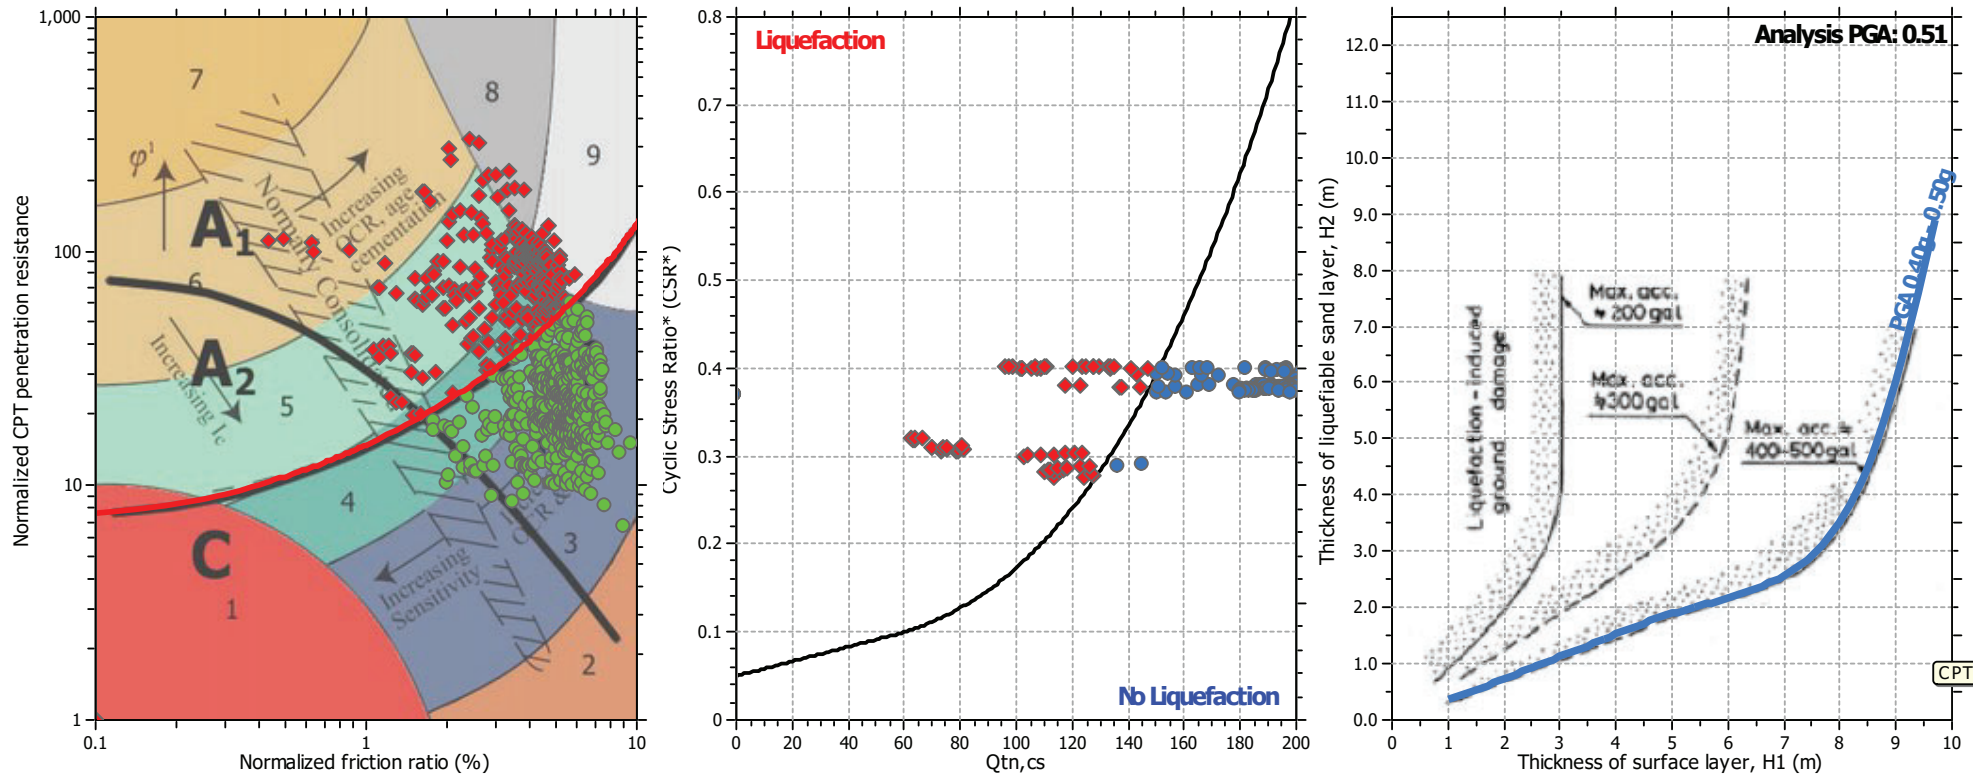 Normalized CPT penetration resistance
1,000
100
10
1
0.1
1
10
Normalized friction ratio (%)
7
8
9
φ'
A1
6
A2
5
4
C
1
3
2
Increasing
OCR, age,
cementation
Normally Consolidated
Increasing Ic
Increasing
Sensitivity
Cyclic Stress Ratio* (CSR*)
0.8
0.7
0.6
0.5
0.4
0.3
0.2
0.1
0
0
20
40
60
80
100
120
140
160
180
200
Qtn,cs
Liquefaction
No Liquefaction
Thickness of liquefiable sand layer, H2 (m)
12.0
11.0
10.0
9.0
8.0
7.0
6.0
5.0
4.0
3.0
2.0
1.0
0.0
0
1
2
3
4
5
6
7
8
9
10
Thickness of surface layer, H1 (m)
Analysis PGA: 0.51
PGA 0.40g - 0.50g
Liquefaction - induced
ground damage
Max. acc.
≒ 200 gal
Max. acc.
≒ 300 gal
Max. acc. ≒
400~500 gal
CPT